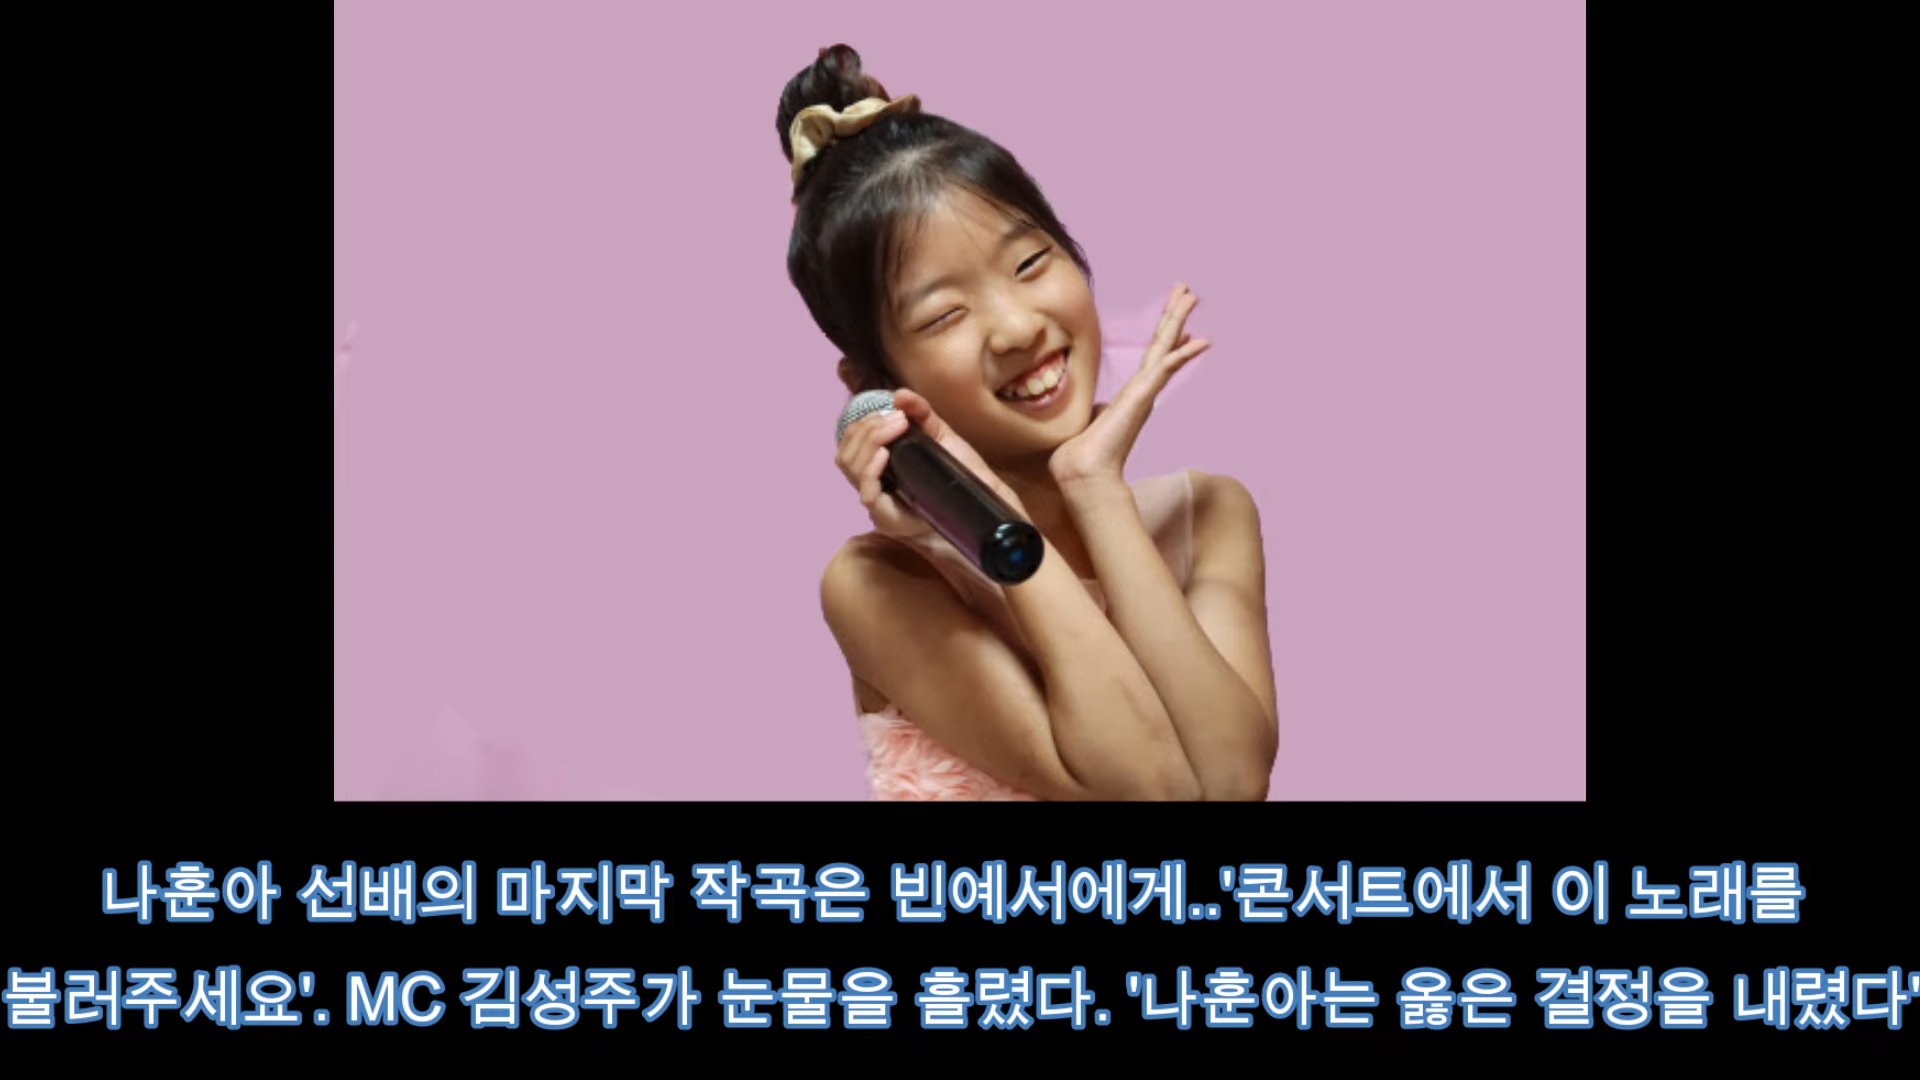 나훈아 선배의 마지막 작곡은 빈예서에게..'콘서트에서 이 노래를
불러주세요'. MC 김성주가 눈물을 흘렸다. '나훈아는 옳은 결정을 내렸다'